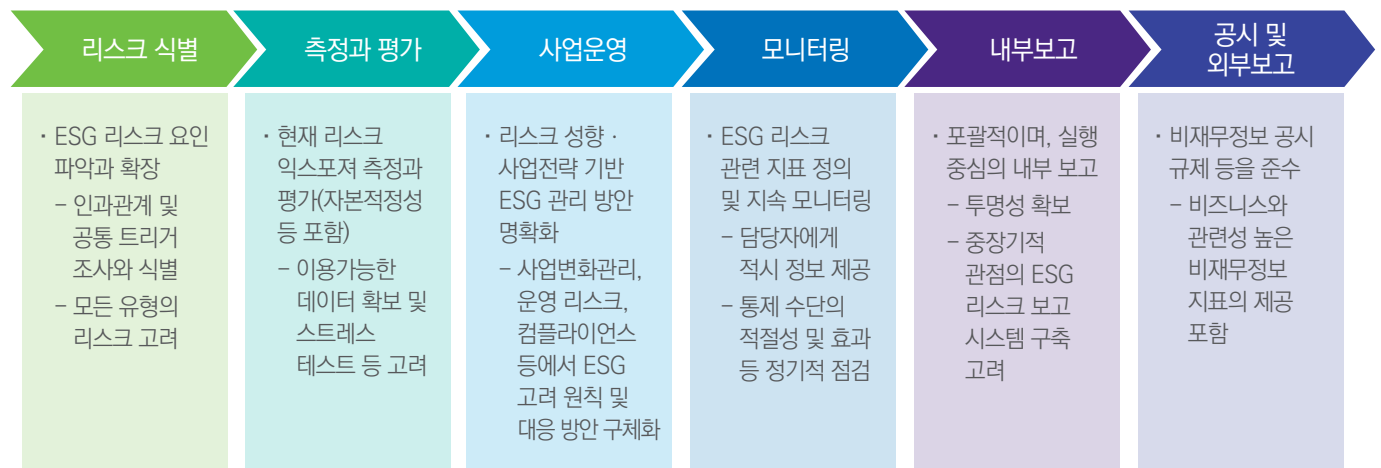 리스크 식별
측정과 평가
사업운영
모니터링
내부보고
공시 및
외부보고
· ESG 리스크 요인
파악과 확장
– 인과관계 및
공통 트리거
조사와 식별
– 모든 유형의
리스크 고려
· 현재 리스크
익스포져 측정과
평가(자본적정성
등 포함)
– 이용가능한
데이터 확보 및
스트레스
테스트 등 고려
· 리스크 성향 ·
사업전략 기반
ESG 관리 방안
명확화
– 사업변화관리,
운영 리스크,
컴플라이언스
등에서 ESG
고려 원칙 및
대응 방안 구체화
· ESG 리스크
관련 지표 정의
및 지속 모니터링
– 담당자에게
적시 정보 제공
– 통제 수단의
적절성 및 효과
등 정기적 점검
· 포괄적이며, 실행
중심의 내부 보고
– 투명성 확보
– 중장기적
관점의 ESG
리스크 보고
시스템 구축
고려
· 비재무정보 공시
규제 등을 준수
– 비즈니스와
관련성 높은
비재무정보
지표의 제공
포함